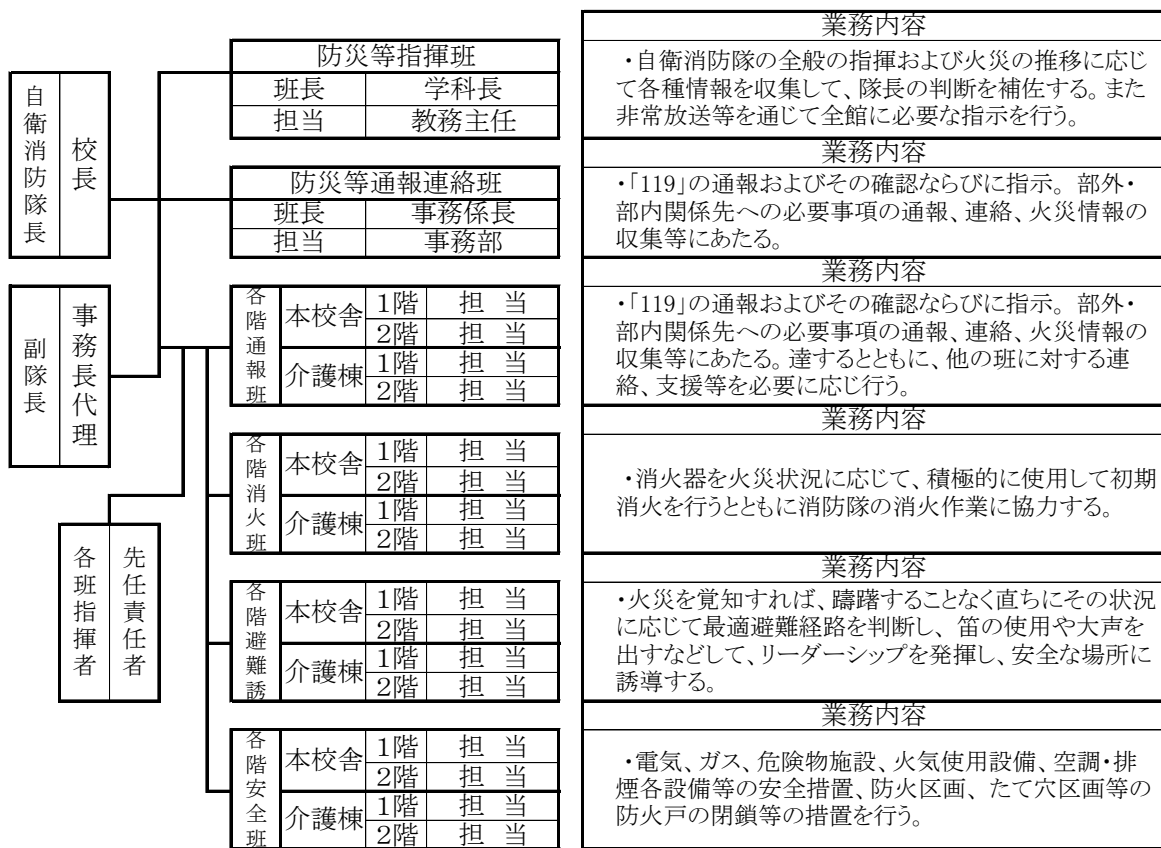 自衛消防隊長
校長
副隊長
事務長代理
各班指揮者
先任責任者
防災等指揮班
班長 学科長
担当 教務主任
業務内容
・自衛消防隊の全般の指揮および火災の推移に応じ
て各種情報を収集して、隊長の判断を補佐する。また
非常放送等を通じて全館に必要な指示を行う。
防災等通報連絡班
班長 事務係長
担当 事務部
業務内容
・「119」の通報およびその確認ならびに指示。部外・
部内関係先への必要事項の通報、連絡、火災情報の
収集等にあたる。
各階通報班
本校舎 1階 担 当
2階 担 当
介護棟 1階 担 当
2階 担 当
業務内容
・「119」の通報およびその確認ならびに指示。部外・
部内関係先への必要事項の通報、連絡、火災情報の
収集等にあたる。達するとともに、他の班に対する連
絡、支援等を必要に応じ行う。
各階消火班
本校舎 1階 担 当
2階 担 当
介護棟 1階 担 当
2階 担 当
業務内容
・消火器を火災状況に応じて、積極的に使用して初期
消火を行うとともに消防隊の消火作業に協力する。
各階避難誘
本校舎 1階 担 当
2階 担 当
介護棟 1階 担 当
2階 担 当
業務内容
・火災を覚知すれば、躊躇することなく直ちにその状況
に応じて最適避難経路を判断し、笛の使用や大声を
出すなどして、リーダーシップを発揮し、安全な場所に
誘導する。
各階安全班
本校舎 1階 担 当
2階 担 当
介護棟 1階 担 当
2階 担 当
業務内容
・電気、ガス、危険物施設、火気使用設備、空調・排
煙各設備等の安全措置、防火区画、たて穴区画等の
防火戸の閉鎖等の措置を行う。